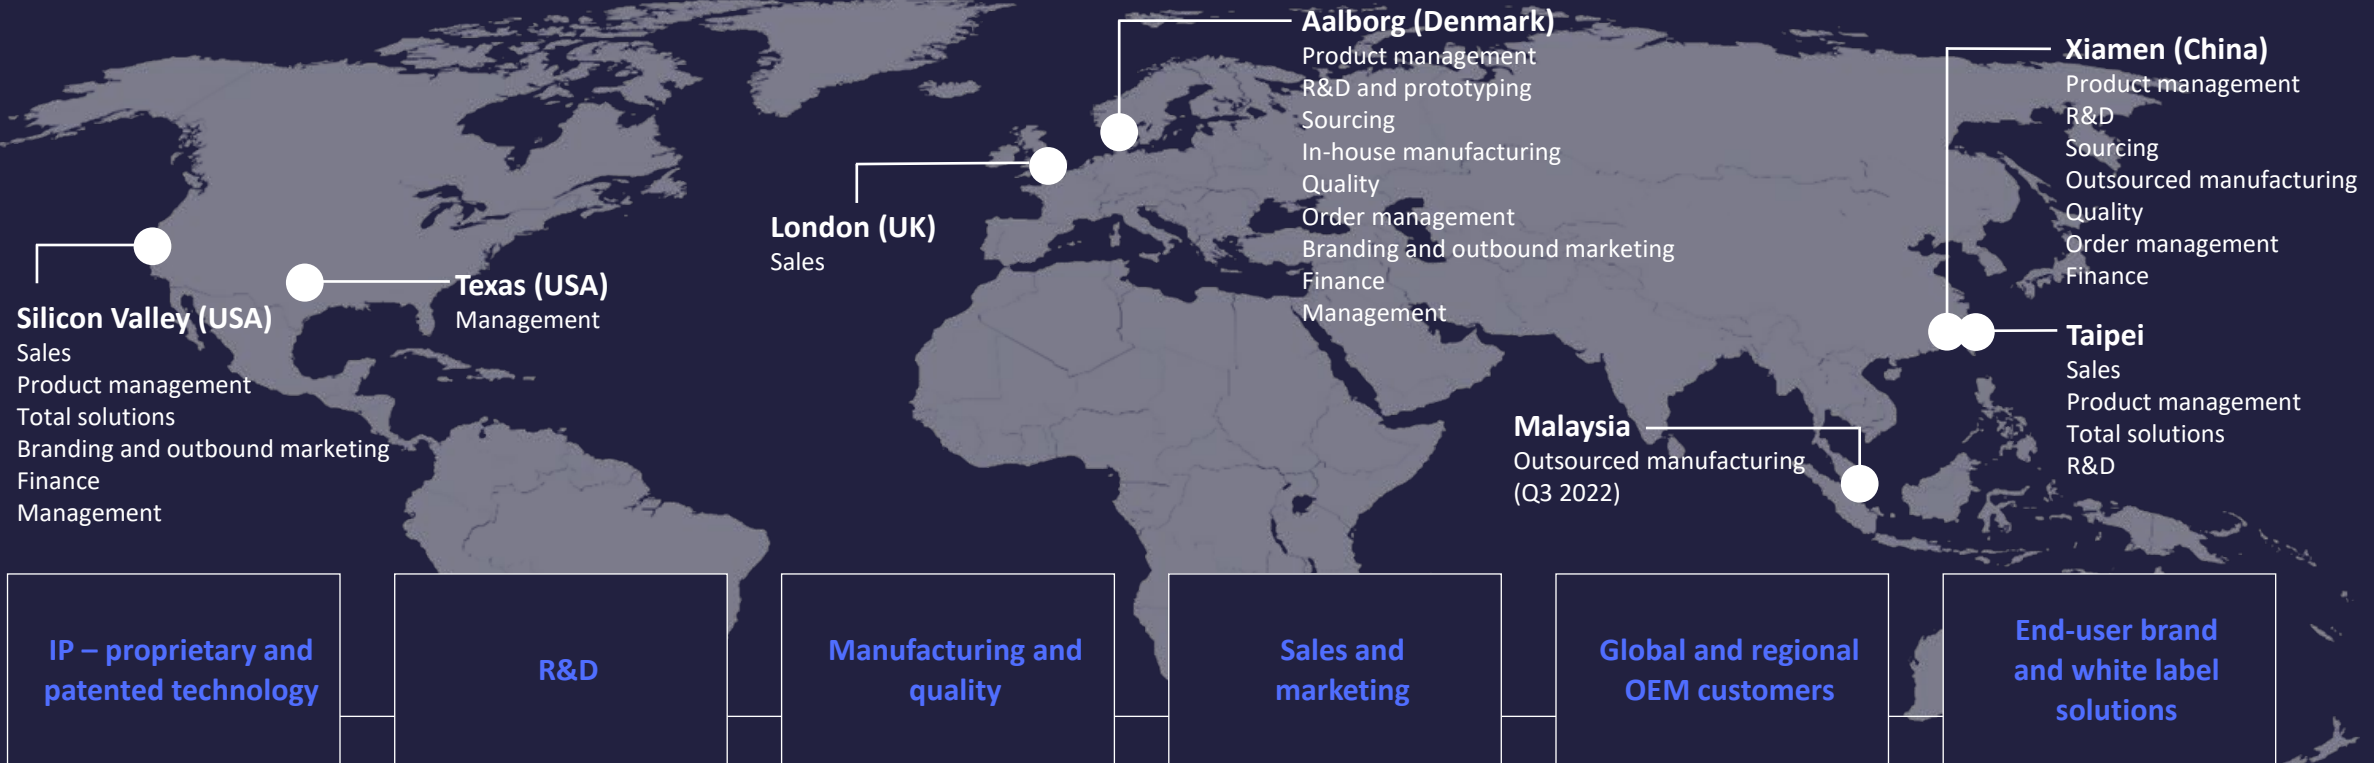 Silicon Valley (USA)
Sales
Product management
Total solutions
Branding and outbound marketing
Finance
Management
Texas (USA)
Management
London (UK)
Sales
Aalborg (Denmark)
Product management
R&D and prototyping
Sourcing
In-house manufacturing
Quality
Order management
Branding and outbound marketing
Finance
Management
Malaysia
Outsourced manufacturing
(Q3 2022)
Xiamen (China)
Product management
R&D
Sourcing
Outsourced manufacturing
Quality
Order management
Finance
Taipei
Sales
Product management
Total solutions
R&D
IP – proprietary and
patented technology
R&D
Manufacturing and
quality
Sales and
marketing
Global and regional
OEM customers
End-user brand
and white label
solutions